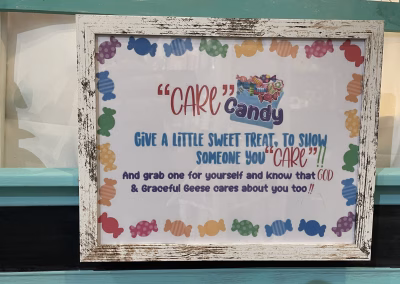 "CARE" Candy
GIVE A LITTLE SWEET TREAT, TO SHOW
SOMEONE YOU "CARE"!!
And grab one for yourself and know that GOD
& Graceful Geese cares about you too!!